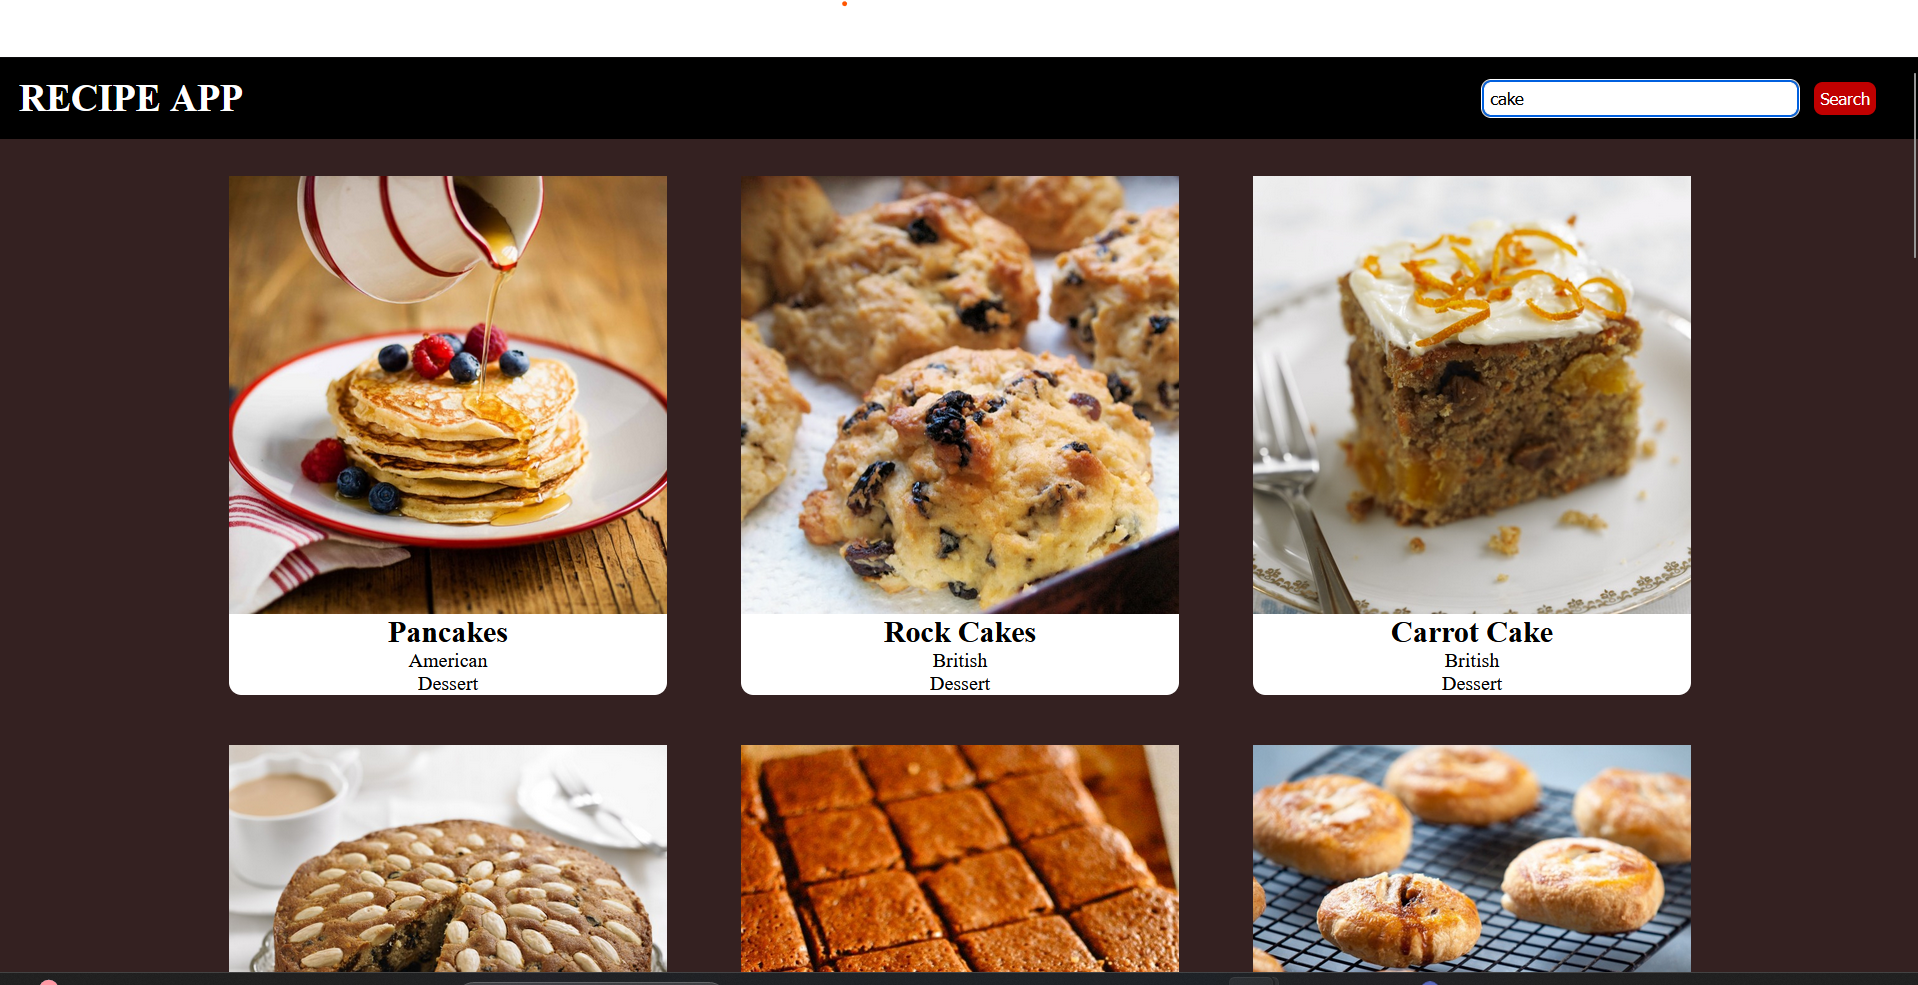 RECIPE APP
cake
Search
Pancakes
American
Dessert
Rock Cakes
British
Dessert
Carrot Cake
British
Dessert